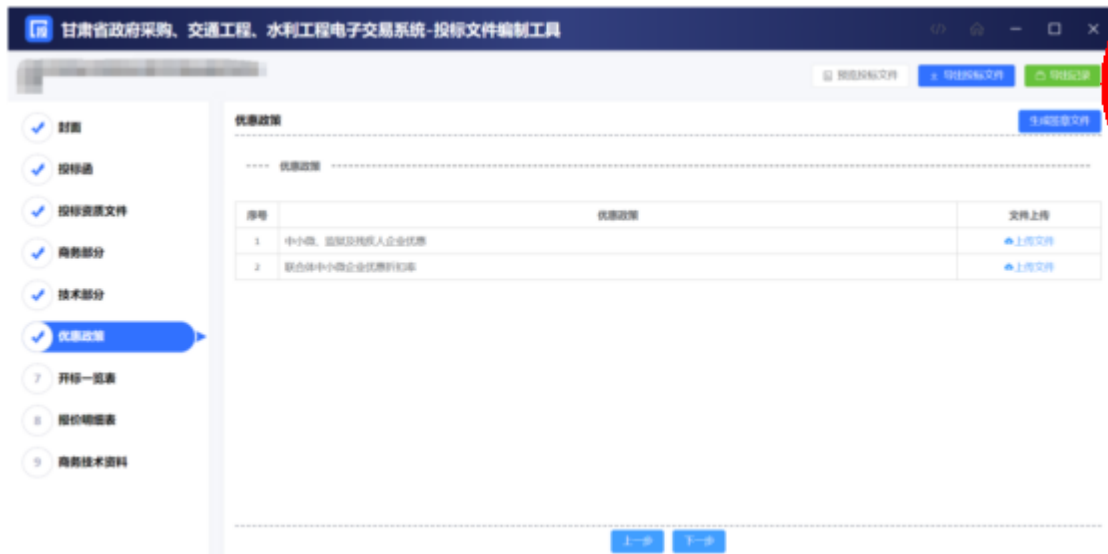 甘肃省政府采购、交通工程、水利工程电子交易系统-投标文件编制工具
预览投标文件 导出投标文件 导出记录
封面
投标函
投标资质文件
商务部分
技术部分
优惠政策
7 开标一览表
8 报价明细表
9 商务技术资料
优惠政策 生成签章文件
优惠政策
序号 优惠政策 文件上传
1 中小微、监狱及残疾人企业优惠 上传文件
2 联合体中小微企业优惠折扣率 上传文件
上一步 下一步